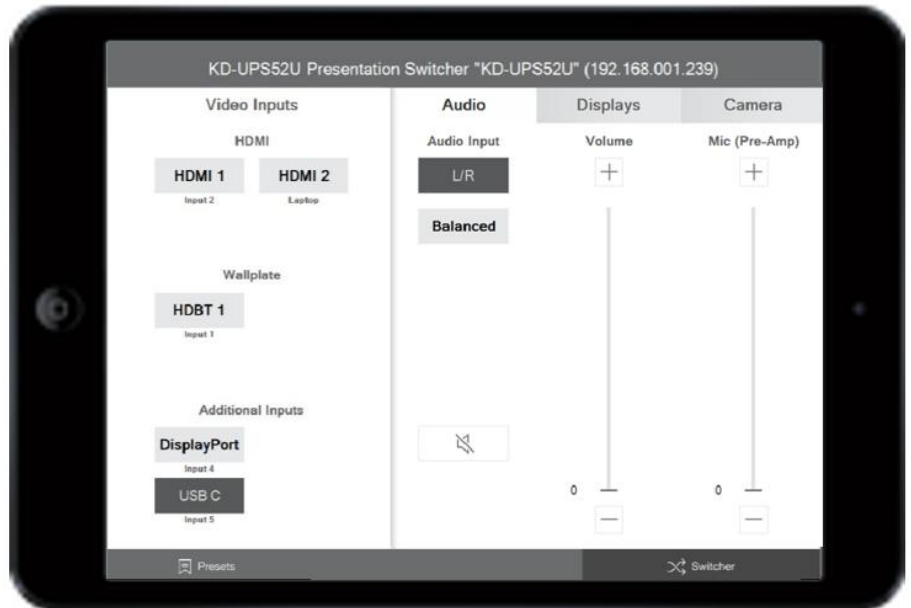 KD-UPS52U Presentation Switcher "KD-UPS52U" (192.168.001.239)
Video Inputs
HDMI
HDMI 1
HDMI 2
Input 2
Laptop
Wallplate
HDBT 1
Input 1
Additional Inputs
DisplayPort
Input 4
USB C
Input 5
Audio
Displays
Camera
Audio Input
Volume
Mic (Pre-Amp)
L/R
+
+
Balanced
0
0
Presets
Switcher